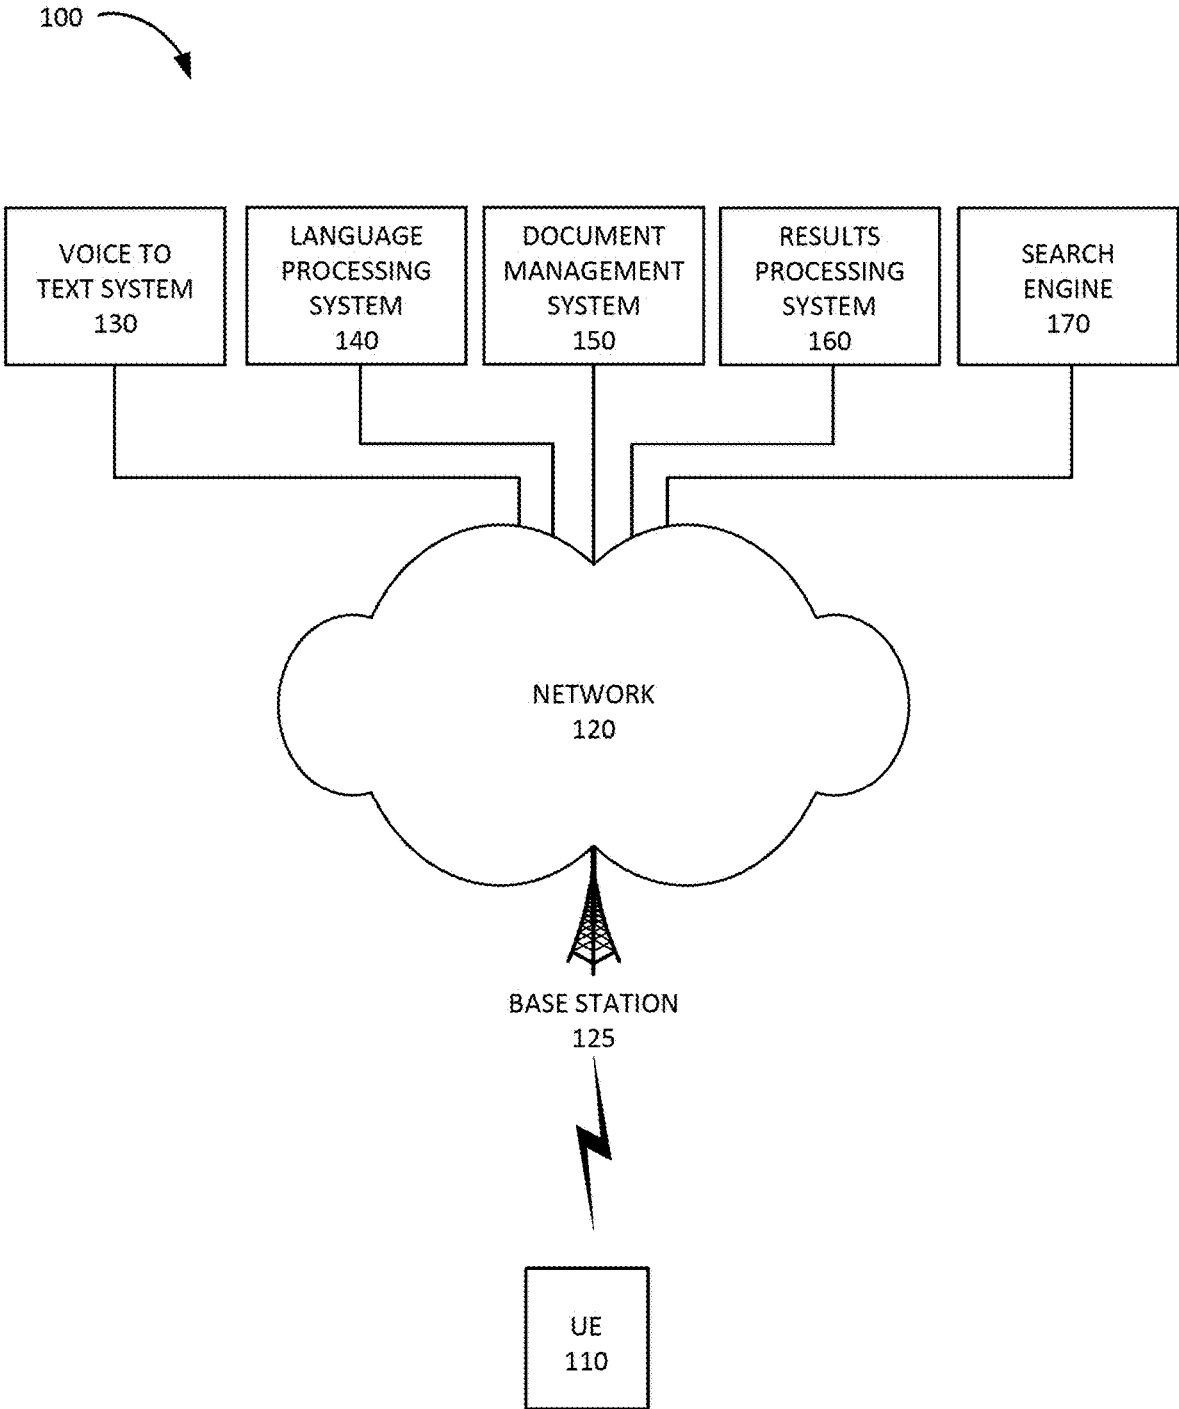 100
VOICE TO
TEXT SYSTEM
130
LANGUAGE
PROCESSING
SYSTEM
140
DOCUMENT
MANAGEMENT
SYSTEM
150
RESULTS
PROCESSING
SYSTEM
160
SEARCH
ENGINE
170
NETWORK
120
BASE STATION
125
UE
110